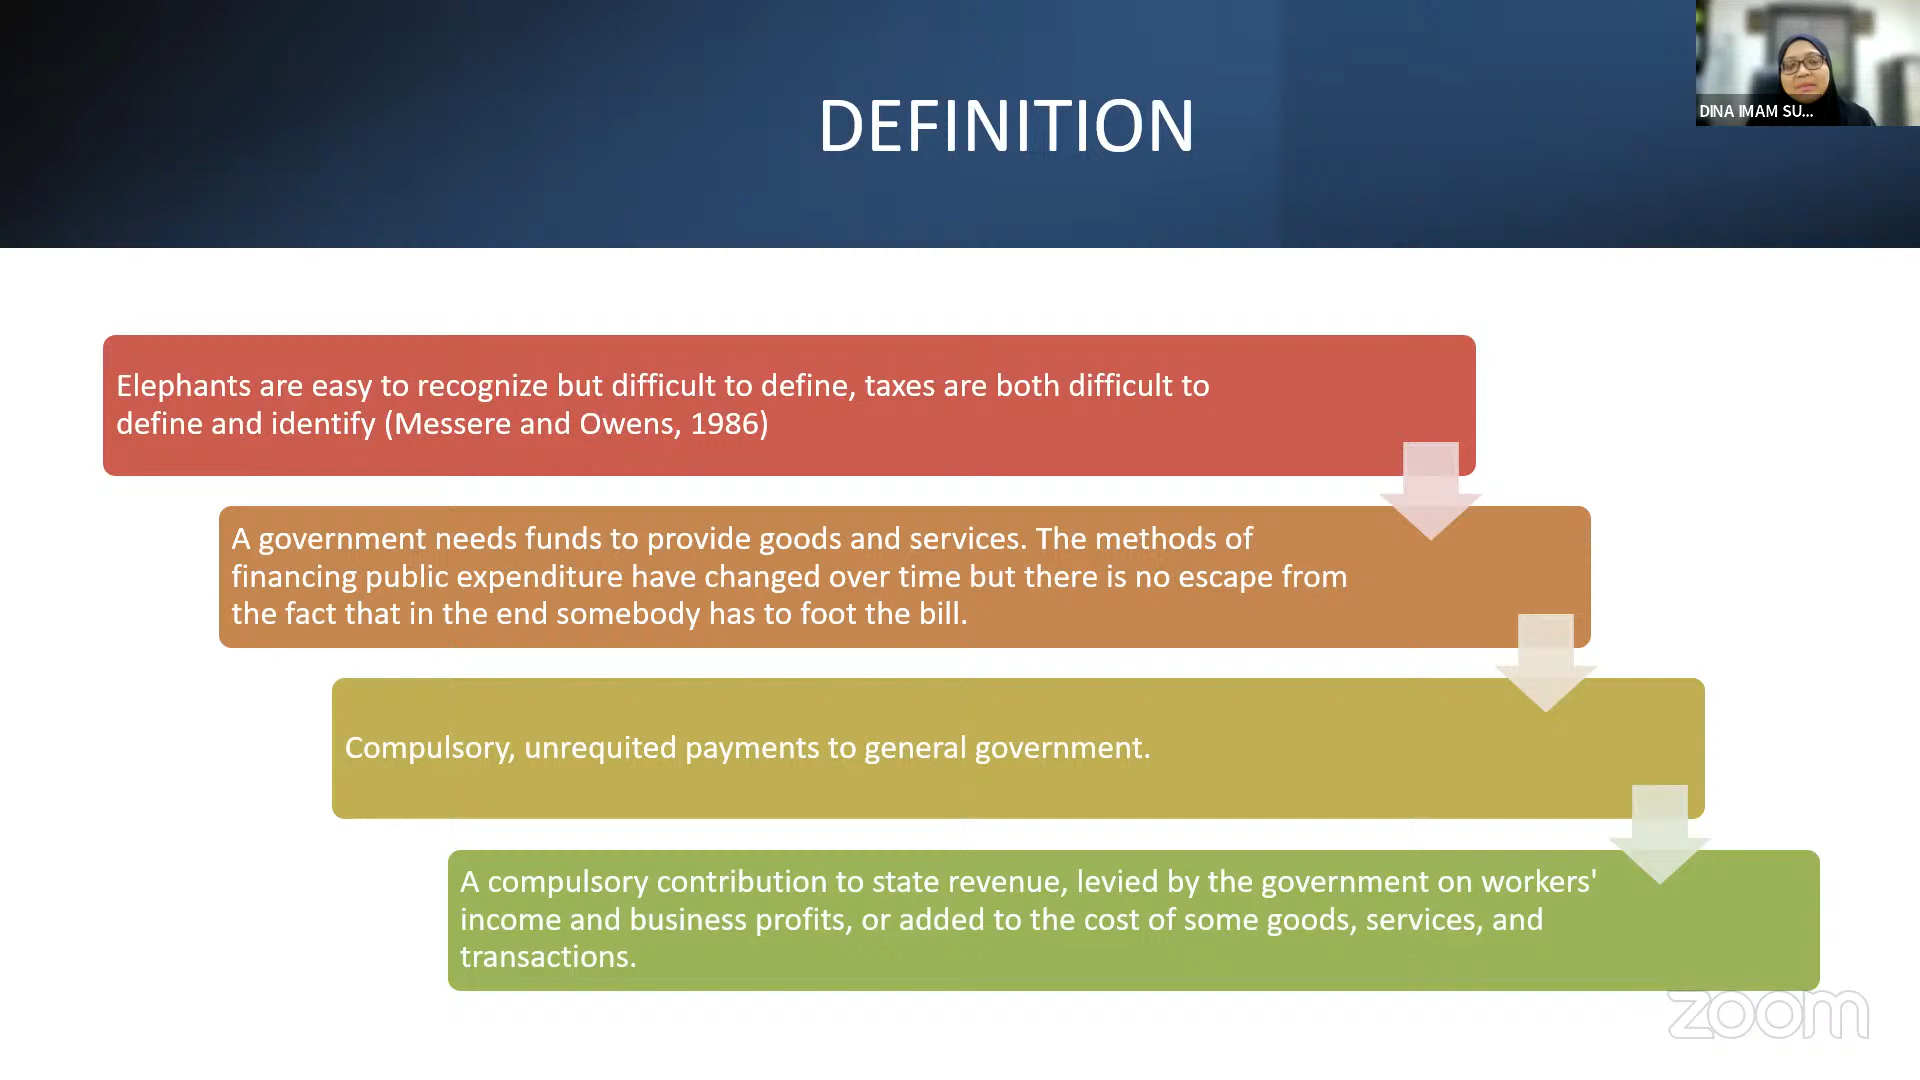 DEFINITION
DINA IMAM SU...
Elephants are easy to recognize but difficult to define, taxes are both difficult to
define and identify (Messere and Owens, 1986)
A government needs funds to provide goods and services. The methods of
financing public expenditure have changed over time but there is no escape from
the fact that in the end somebody has to foot the bill.
Compulsory, unrequited payments to general government.
A compulsory contribution to state revenue, levied by the government on workers'
income and business profits, or added to the cost of some goods, services, and
transactions.
zoom